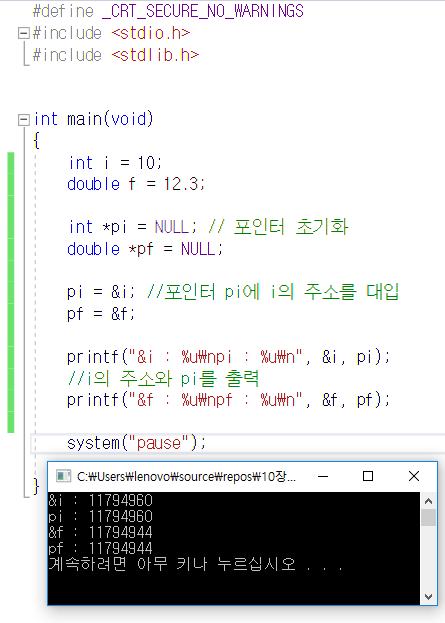 #define _CRT_SECURE_NO_WARNINGS
#include <stdio.h>
#include <stdlib.h>
int main(void)
{
int i = 10;
double f = 12.3;
int *pi = NULL; // 포인터 초기화
double *pf = NULL;
pi = &i; //포인터 pi에 i의 주소를 대입
pf = &f;
printf("&i : %u₩npi : %u₩n", &i, pi);
//i의 주소와 pi를 출력
printf("&f : %u₩npf : %u₩n", &f, pf);
system("pause");
}
C:₩Users₩lenovo₩source₩repos₩10장...
&i : 11794960
pi : 11794960
&f : 11794944
pf : 11794944
계속하려면 아무 키나 누르십시오 . . .